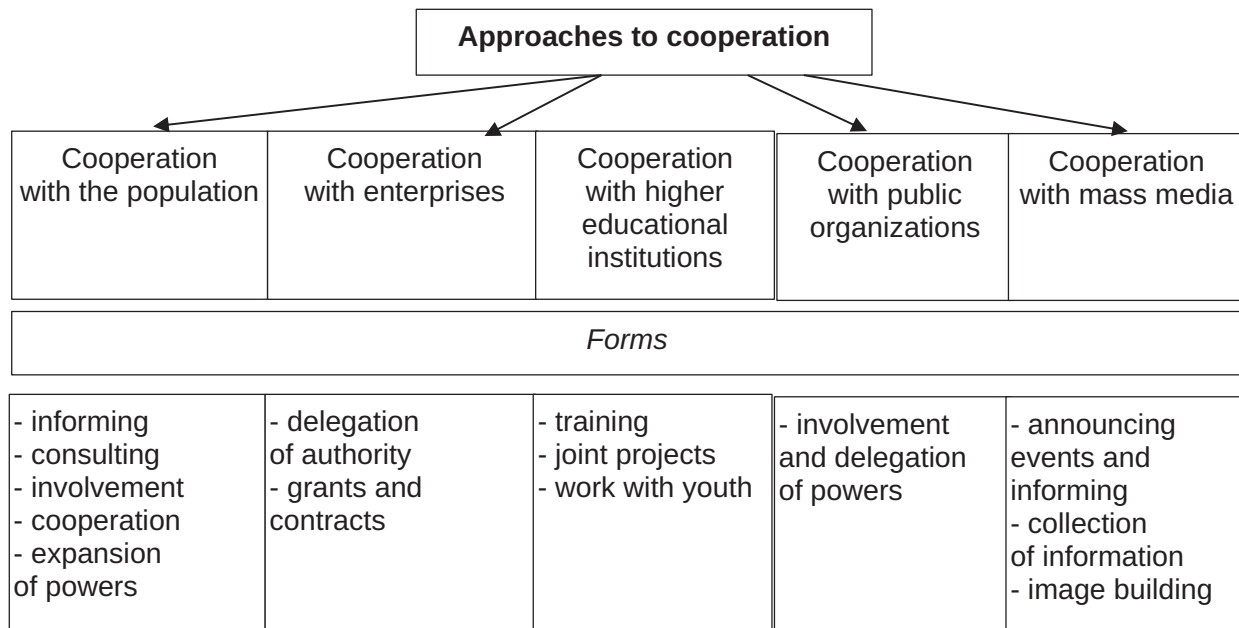 Approaches to cooperation
Cooperation
with the population
Cooperation
with enterprises
Cooperation
with higher
educational
institutions
Cooperation
with public
organizations
Cooperation
with mass media
Forms
- informing
- consulting
- involvement
- cooperation
- expansion
of powers
- delegation
of authority
- grants and
contracts
- training
- joint projects
- work with youth
- involvement
and delegation
of powers
- announcing
events and
informing
- collection
of information
- image building